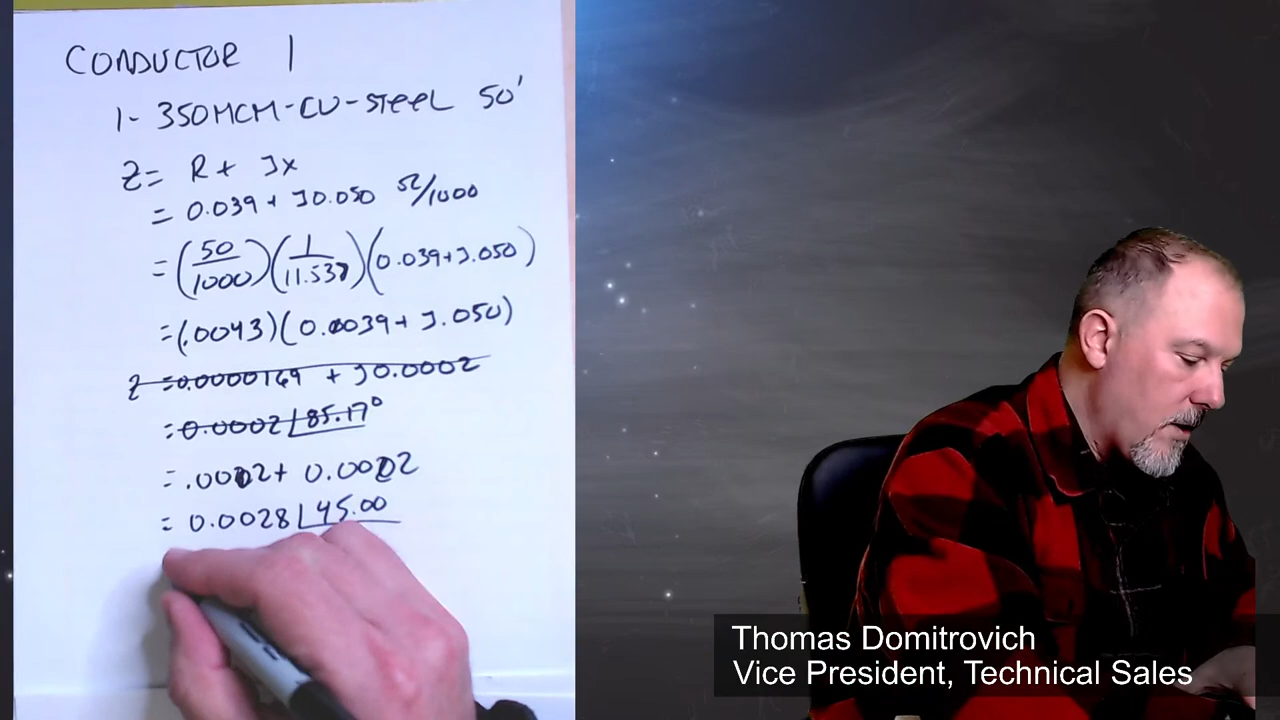 CONDUCTOR 1
1- 350MCM-CU-STEEL 50'
Z= R+ JX
= 0.039 + J0.050 Ω/1000
=(50/1000)(1/11.537)(0.039+J.050)
=(.0043)(0.0039+ J.050)
Z =0.0000169 + J0.0002
=0.0002∠85.17°
=.0002+ 0.0002
= 0.0028∠45.00
Thomas Domitrovich
Vice President, Technical Sales